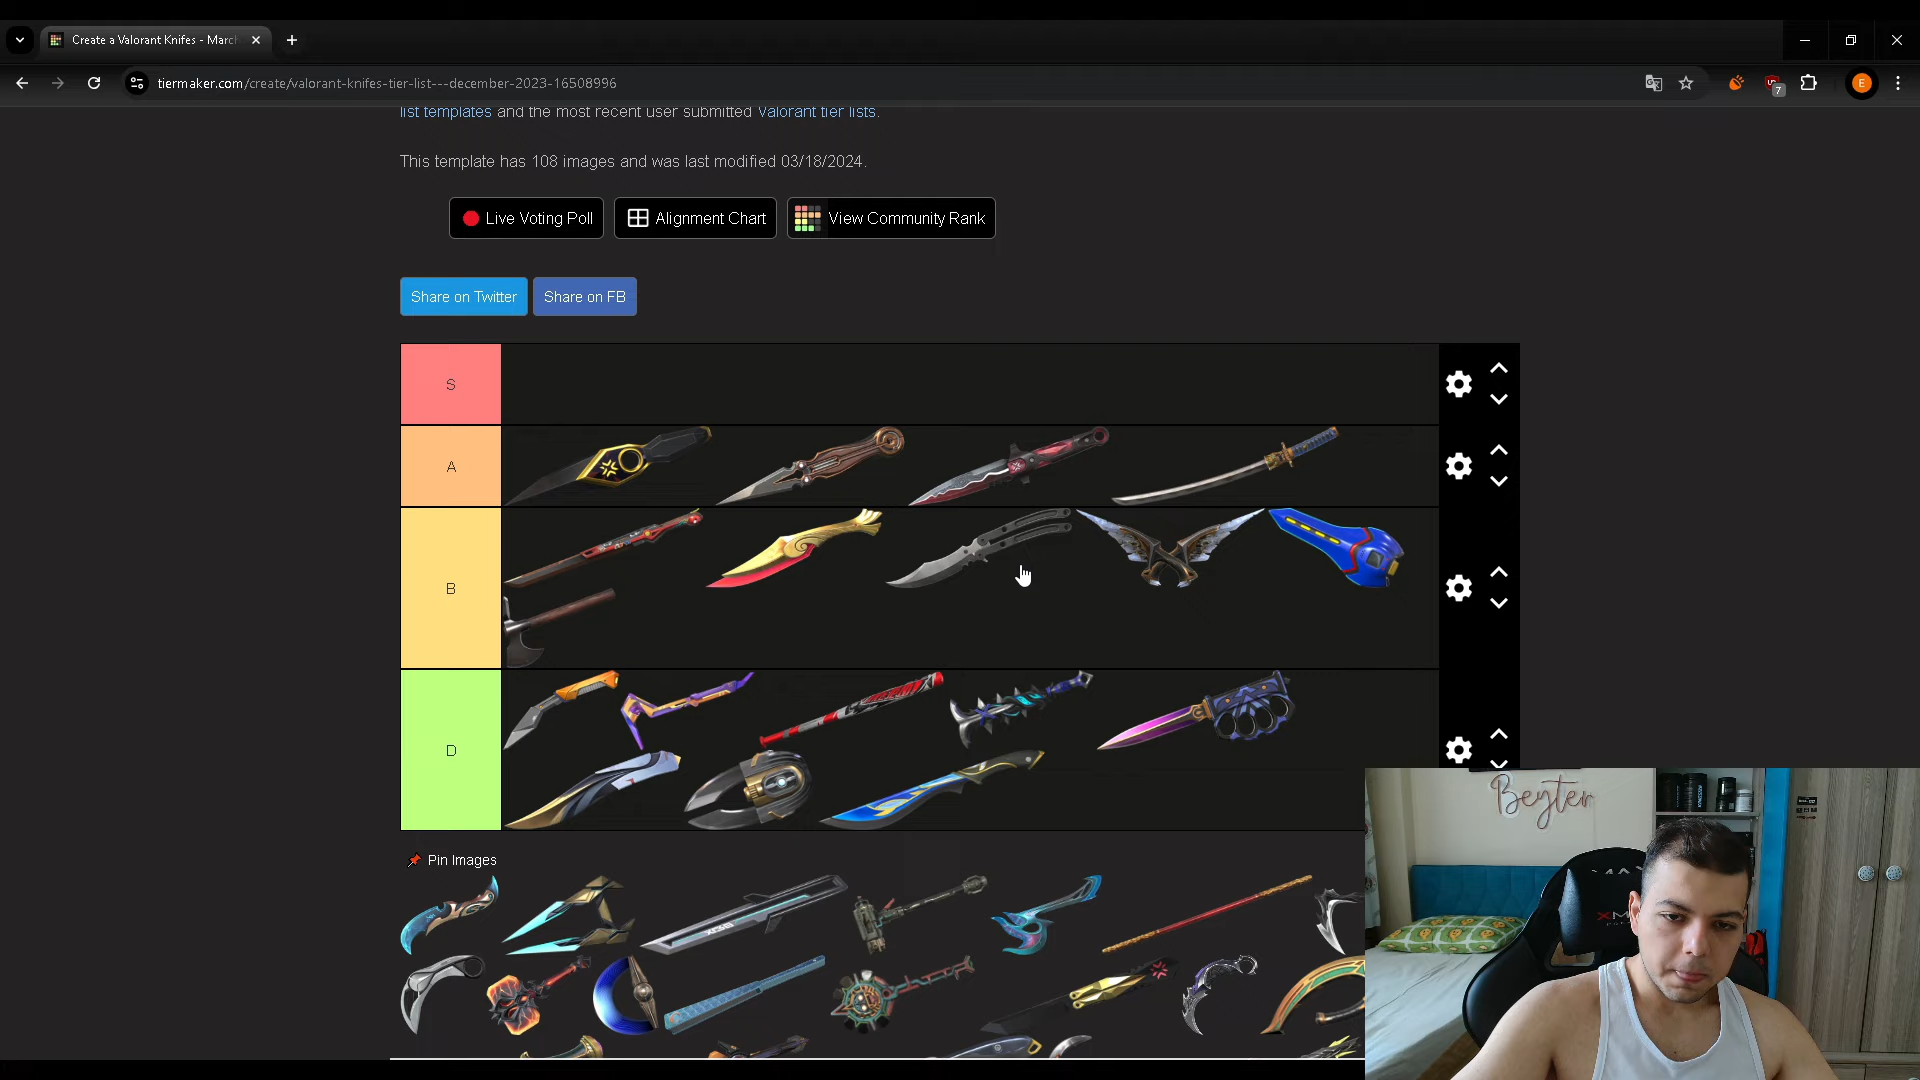 Create a Valorant Knifes - Marc
tiermaker.com/create/valorant-knifes-tier-list---december-2023-16508996
E
7
list templates and the most recent user submitted Valorant tier lists.
This template has 108 images and was last modified 03/18/2024.
Live Voting Poll
Alignment Chart
View Community Rank
Share on Twitter
Share on FB
S
A
B
D
Pin Images
Beyter